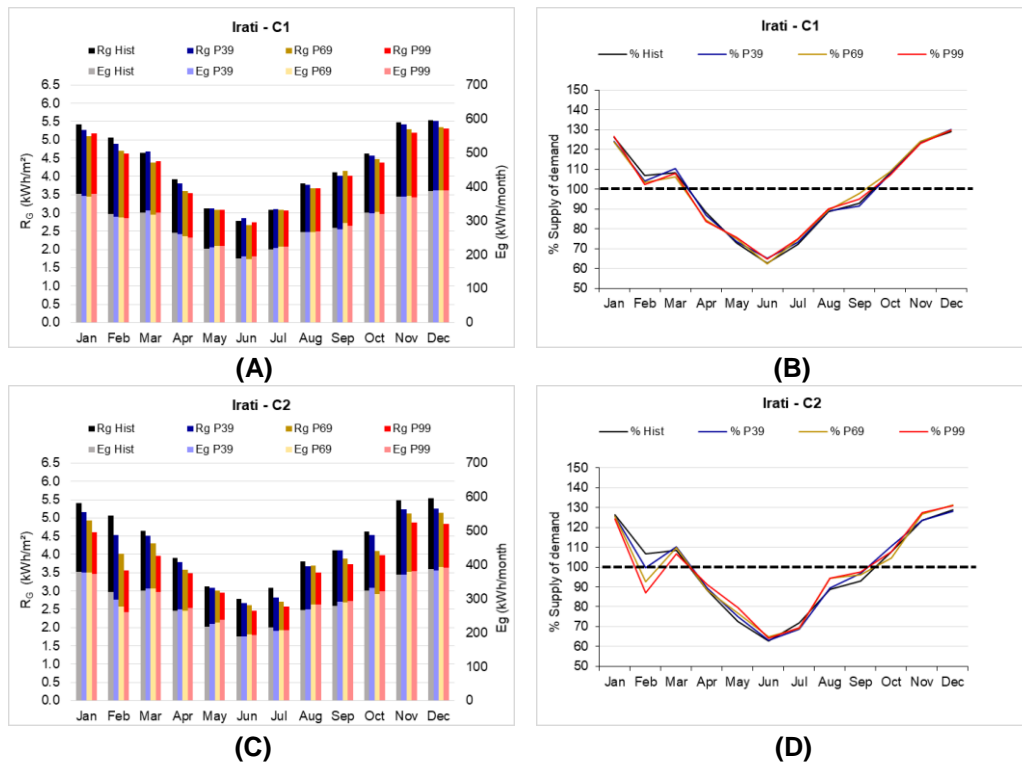 Irati - C1
Rg Hist Rg P39 Rg P69 Rg P99
Eg Hist Eg P39 Eg P69 Eg P99
6.5 700
6.0
5.5 600
5.0
4.5 500
4.0
3.5 400
3.0
2.5 300
2.0
1.5 200
1.0
0.5 100
0.0 0
R_G (kWh/m²)
Eg (kWh/month)
Jan Feb Mar Apr May Jun Jul Aug Sep Oct Nov Dec
(A)
Irati - C1
% Hist % P39 % P69 % P99
150
140
130
120
110
100
90
80
70
60
50
% Supply of demand
Jan Feb Mar Apr May Jun Jul Aug Sep Oct Nov Dec
(B)
Irati - C2
Rg Hist Rg P39 Rg P69 Rg P99
Eg Hist Eg P39 Eg P69 Eg P99
6.5 700
6.0
5.5 600
5.0
4.5 500
4.0
3.5 400
3.0
2.5 300
2.0
1.5 200
1.0
0.5 100
0.0 0
R_G (kWh/m²)
Eg (kWh/month
Jan Feb Mar Apr May Jun Jul Aug Sep Oct Nov Dec
(C)
Irati - C2
% Hist % P39 % P69 % P99
150
140
130
120
110
100
90
80
70
60
50
% Supply of demand
Jan Feb Mar Apr May Jun Jul Aug Sep Oct Nov Dec
(D)